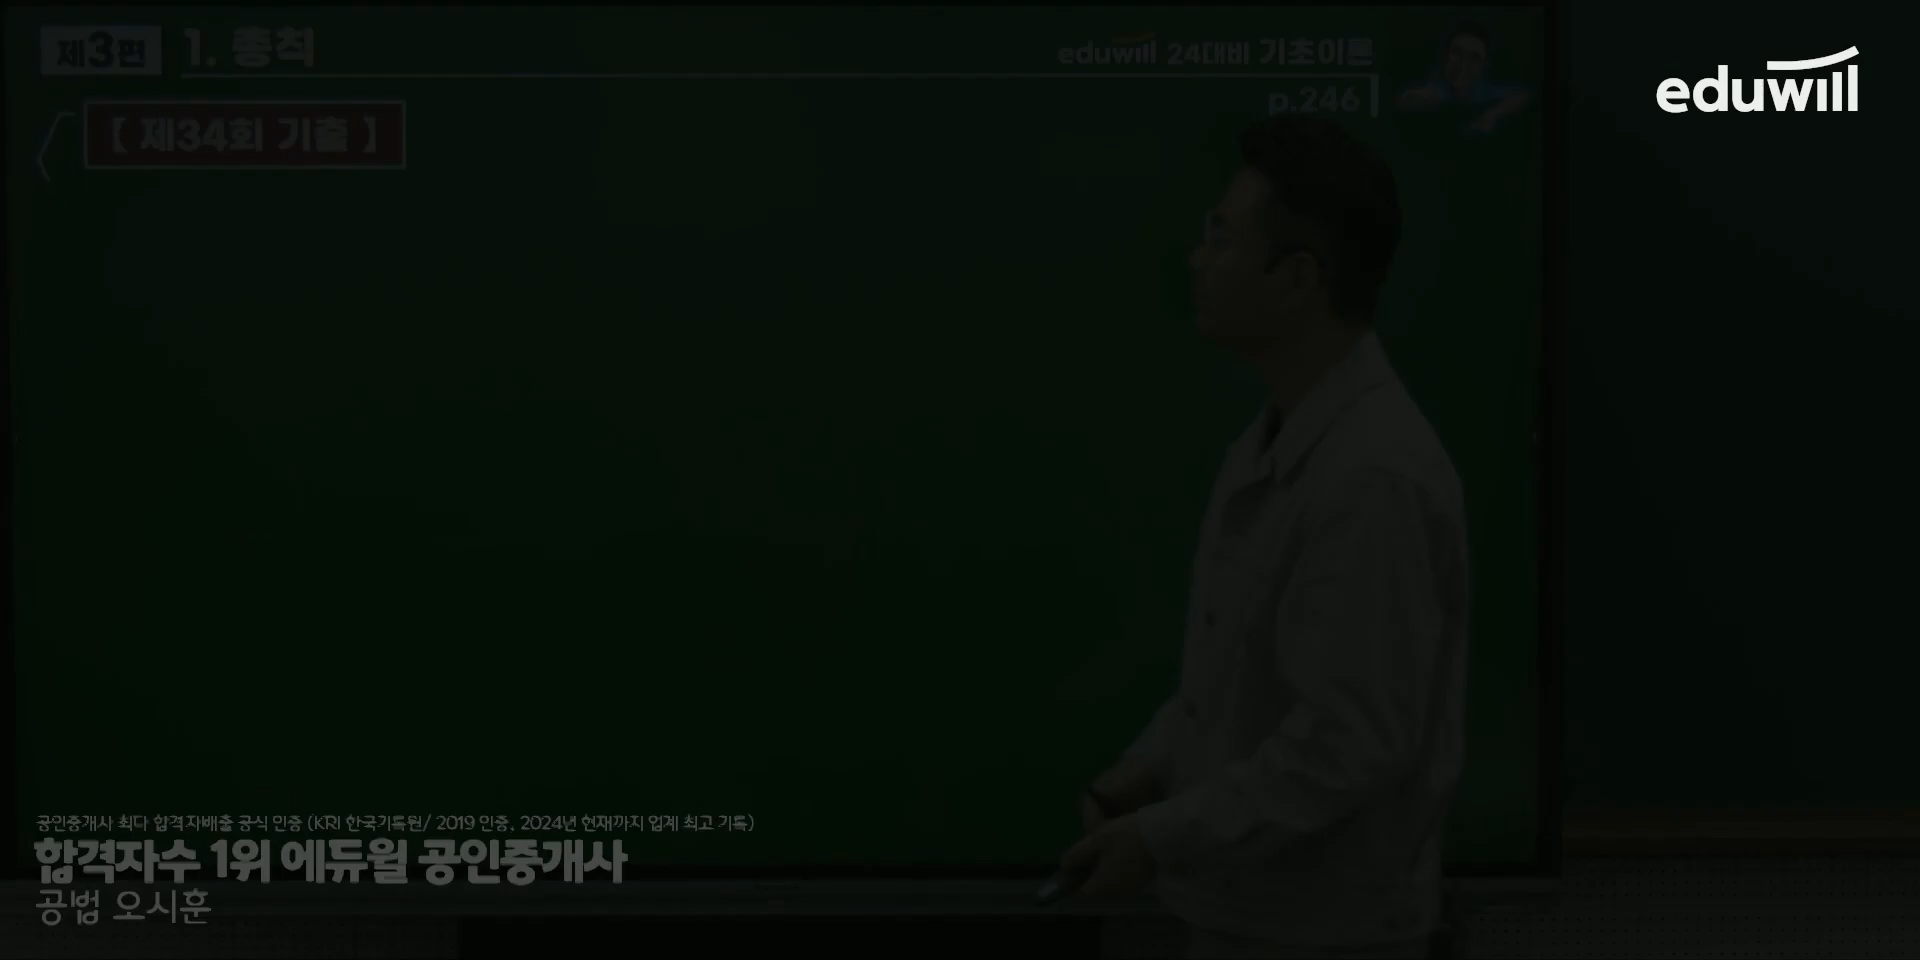 제3편 1. 총칙
eduwill 24대비 기초이론
p.246
eduwill
【 제34회 기출 】
공인중개사 최다 합격자배출 공식 인증 (KRI 한국기록원/ 2019 인증, 2024년 현재까지 업계 최고 기록)
합격자수 1위 에듀윌 공인중개사
공법 오시훈